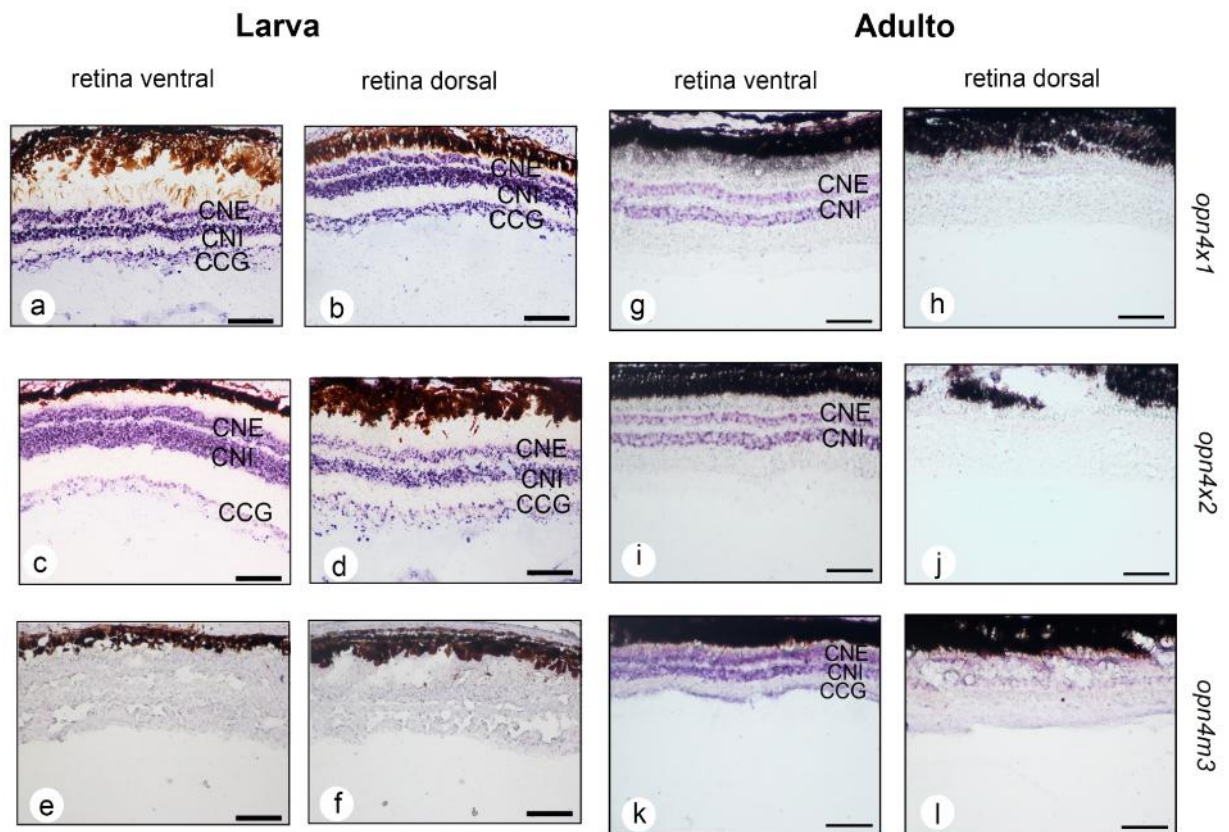 Larva
Adulto
retina ventral
retina dorsal
retina ventral
retina dorsal
CNE
CNI
CCG
a
CNE
CNI
CCG
b
CNE
CNI
g
h
opn4x1
CNE
CNI
CCG
c
CNE
CNI
CCG
d
CNE
CNI
i
j
opn4x2
e
f
CNE
CNI
CCG
k
l
opn4m3